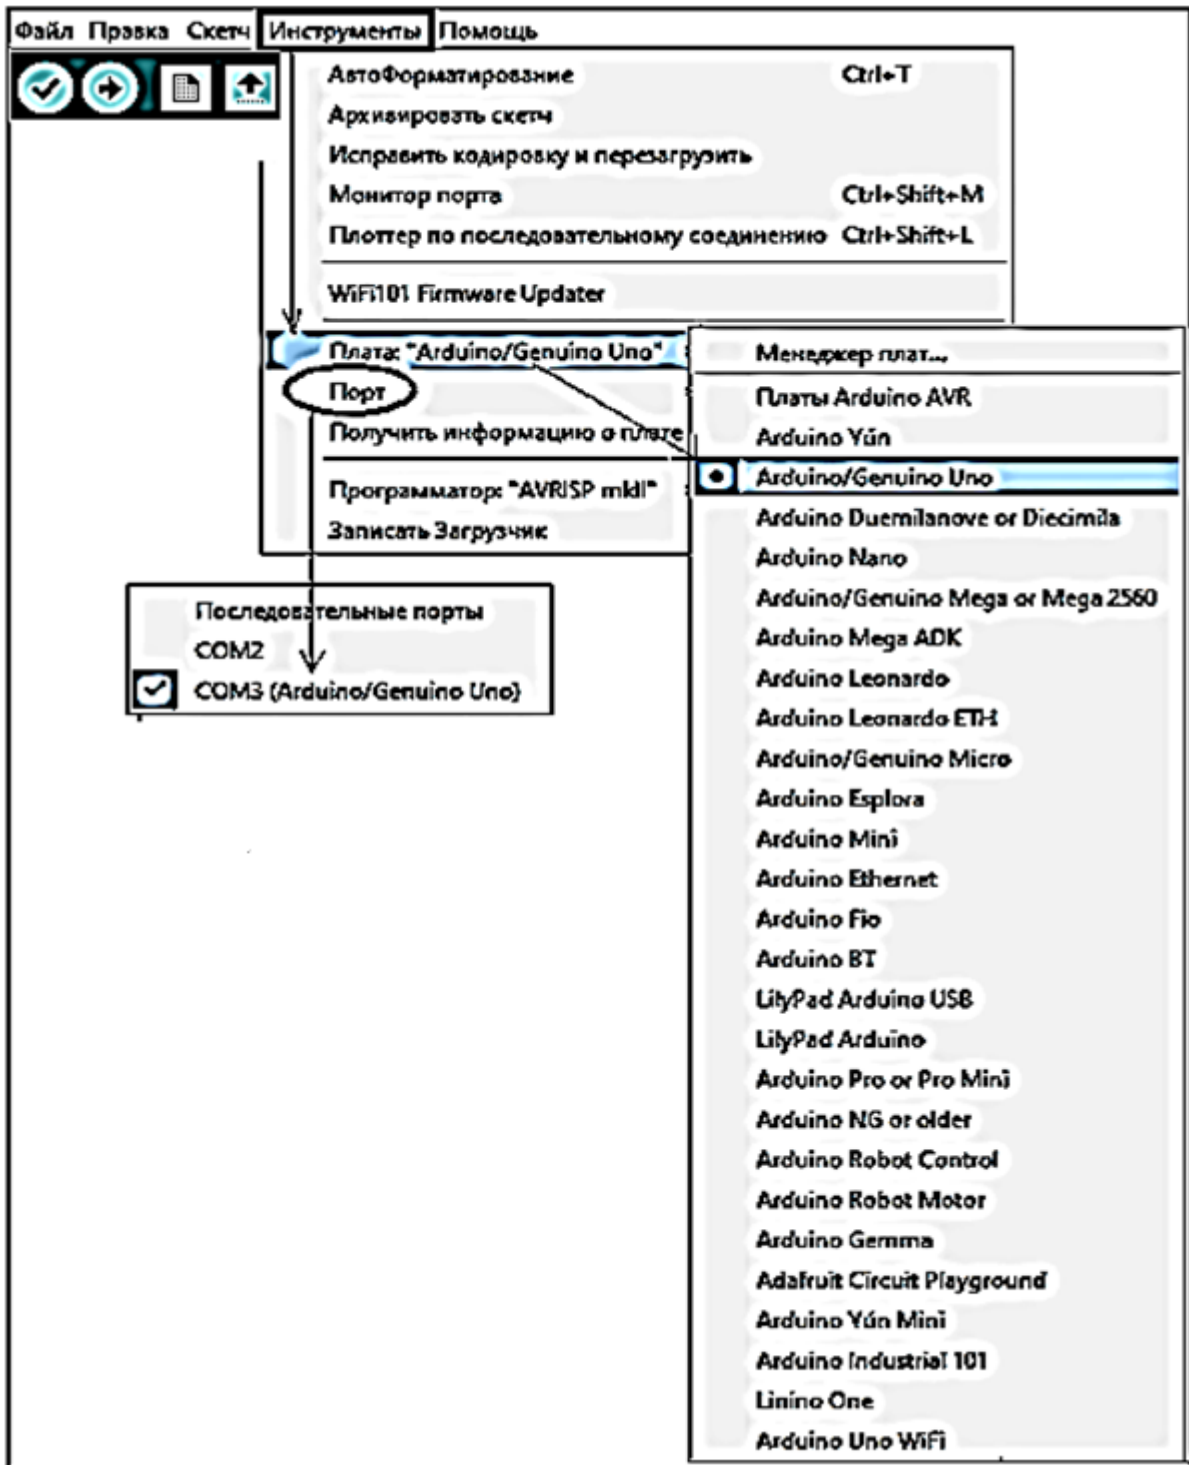 Файл Правка Скетч Инструменты Помощь
АвтоФорматирование Ctrl+T
Архивировать скетч
Исправить кодировку и перезагрузить
Монитор порта Ctrl+Shift+M
Плоттер по последовательному соединению Ctrl+Shift+L
WiFi101 Firmware Updater
Плата: "Arduino/Genuino Uno"
Порт
Получить информацию о плате
Программатор: "AVRISP mkII"
Записать Загрузчик
Последовательные порты
COM2
COM3 (Arduino/Genuino Uno)
Менеджер плат...
Платы Arduino AVR
Arduino Yún
Arduino/Genuino Uno
Arduino Duemilanove or Diecimila
Arduino Nano
Arduino/Genuino Mega or Mega 2560
Arduino Mega ADK
Arduino Leonardo
Arduino Leonardo ETH
Arduino/Genuino Micro
Arduino Esplora
Arduino Mini
Arduino Ethernet
Arduino Fio
Arduino BT
LilyPad Arduino USB
LilyPad Arduino
Arduino Pro or Pro Mini
Arduino NG or older
Arduino Robot Control
Arduino Robot Motor
Arduino Gemma
Adafruit Circuit Playground
Arduino Yún Mini
Arduino Industrial 101
Linino One
Arduino Uno WiFi